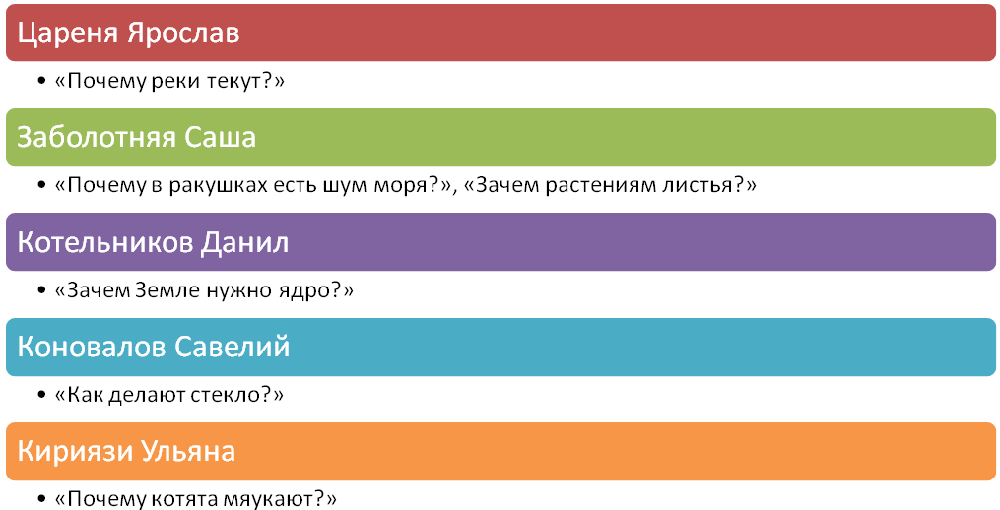 Цареня Ярослав
• «Почему реки текут?»
Заболотняя Саша
• «Почему в ракушках есть шум моря?», «Зачем растениям листья?»
Котельников Данил
• «Зачем Земле нужно ядро?»
Коновалов Савелий
• «Как делают стекло?»
Кириязи Ульяна
• «Почему котята мяукают?»